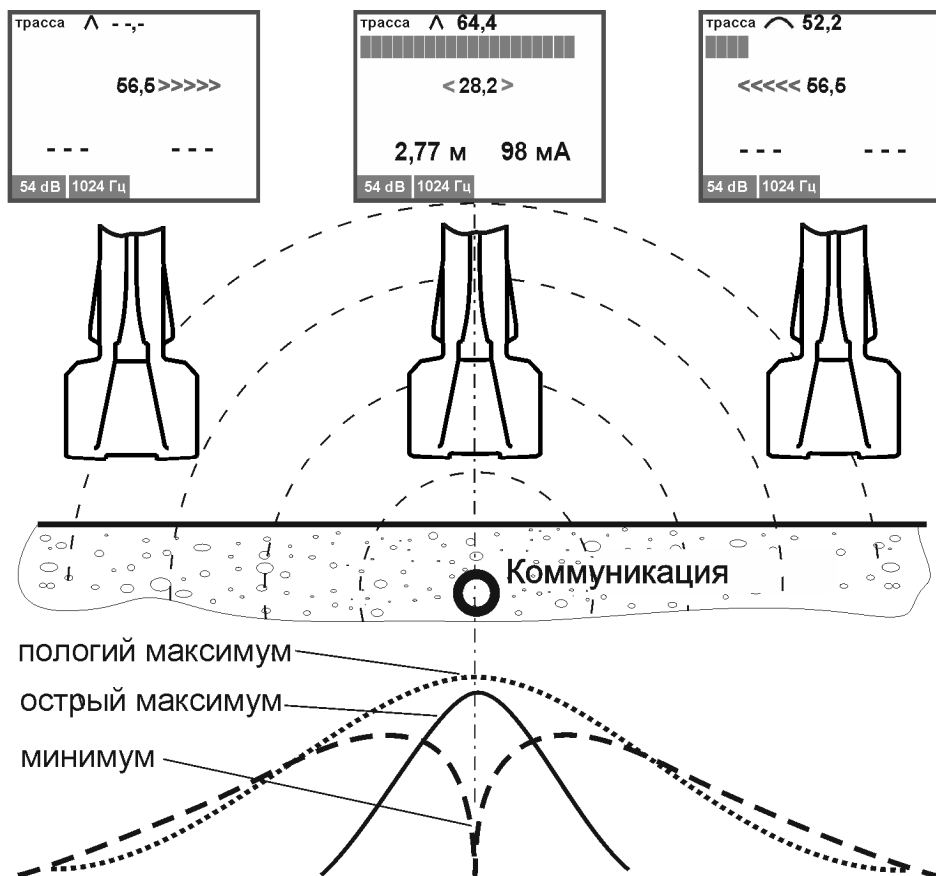 трасса ʌ - -,-
56,5 >>>>>
- - - - - -
54 dB 1024 Гц
трасса ʌ 64,4
< 28,2 >
2,77 м 98 мА
54 dB 1024 Гц
трасса 52,2
<<<<< 56,5
- - - - - -
54 dB 1024 Гц
Коммуникация
пологий максимум
острый максимум
минимум